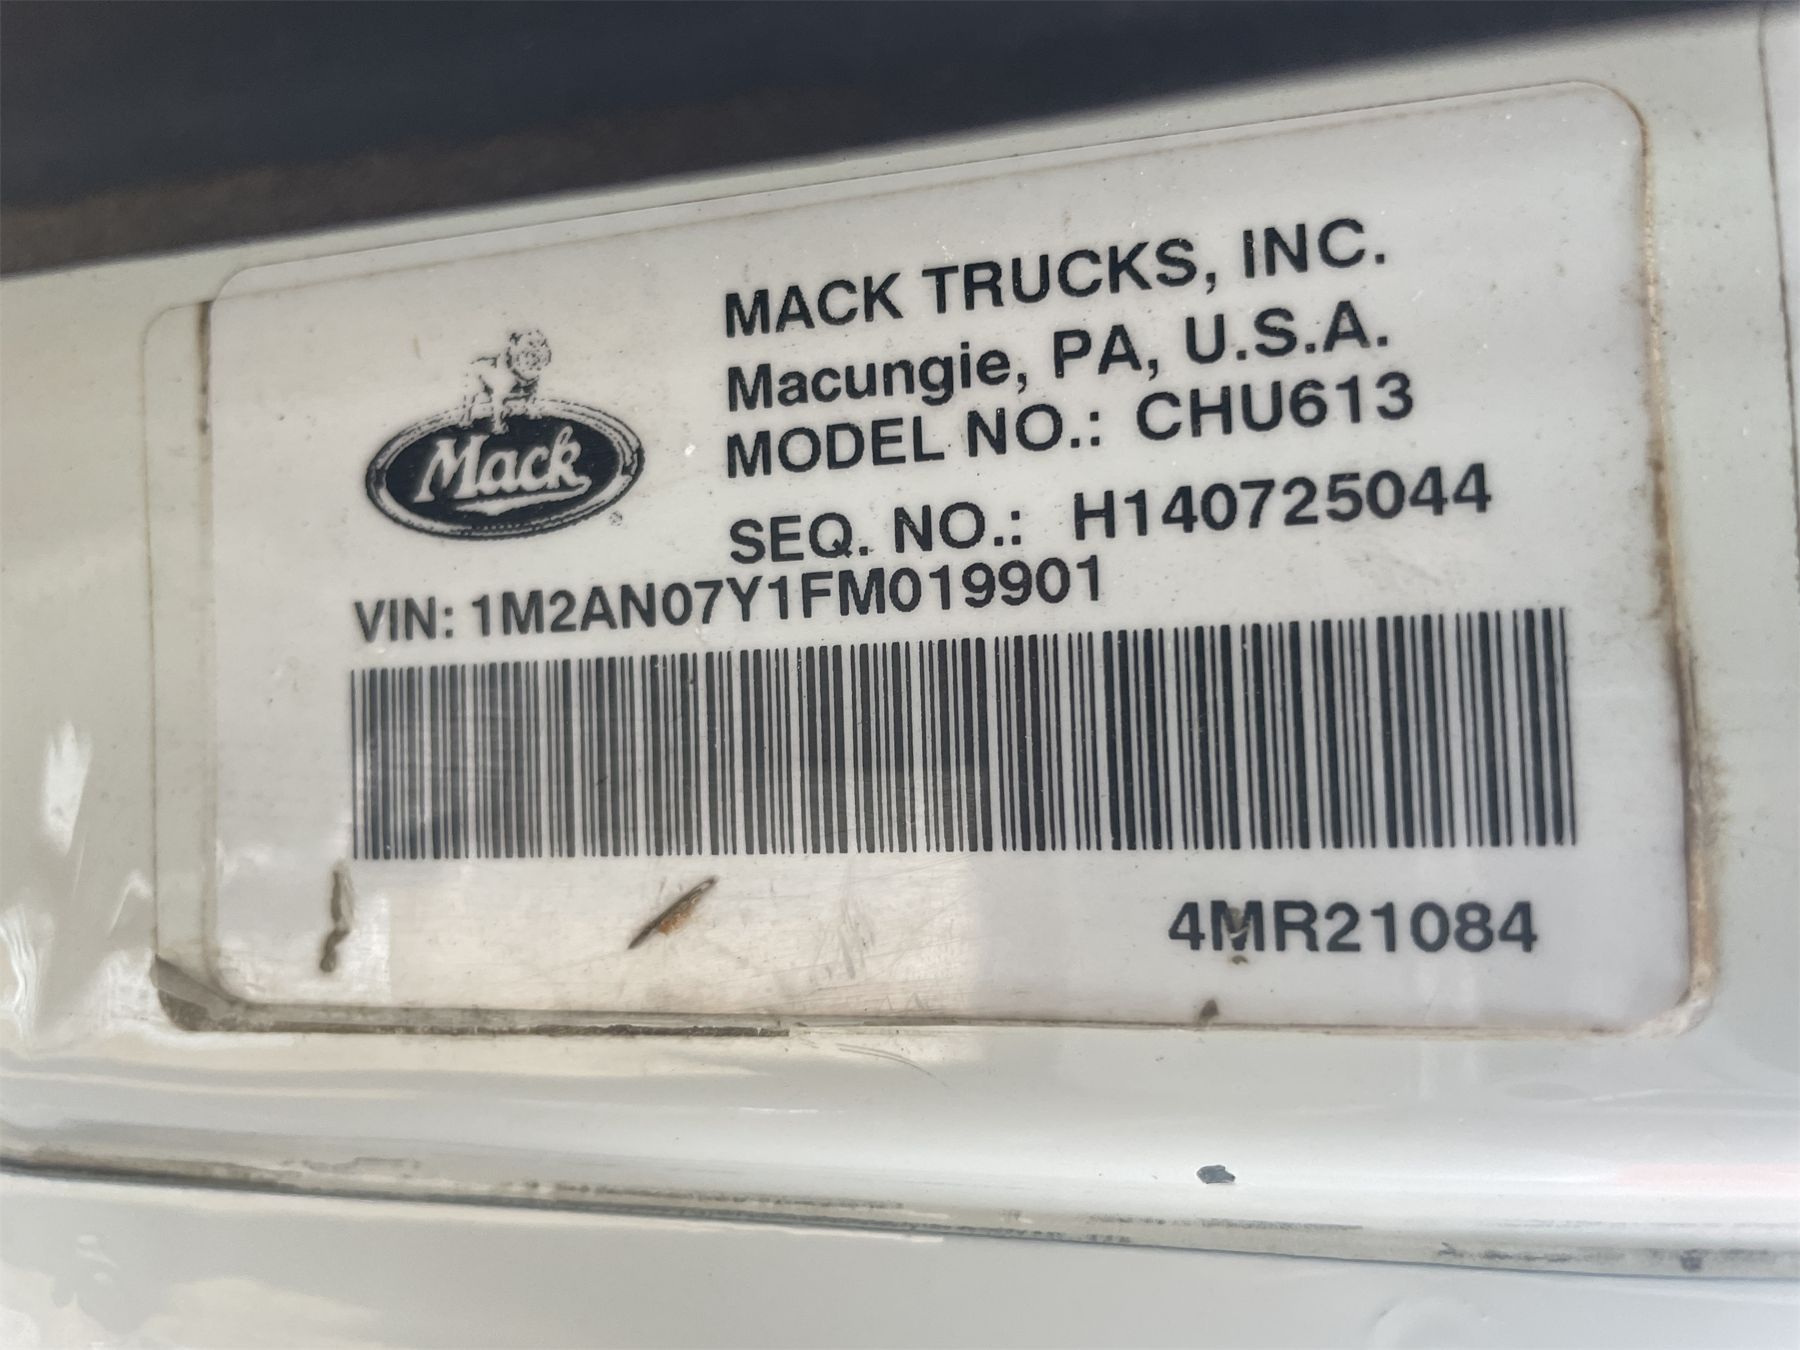 MACK TRUCKS, INC.
Macungie, PA, U.S.A.
MODEL NO.: CHU613
SEQ. NO.: H140725044
Mack
®
VIN: 1M2AN07Y1FM019901
4MR21084